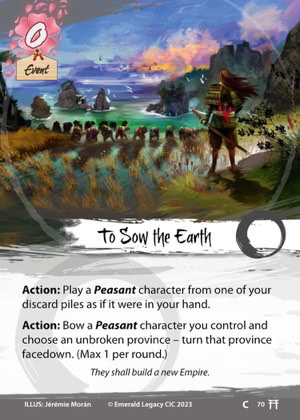 0
Event
To Sow the Earth
Action: Play a Peasant character from one of your
discard piles as if it were in your hand.
Action: Bow a Peasant character you control and
choose an unbroken province – turn that province
facedown. (Max 1 per round.)
They shall build a new Empire.
ILLUS: Jérémie Morán © Emerald Legacy CIC 2023 C 70